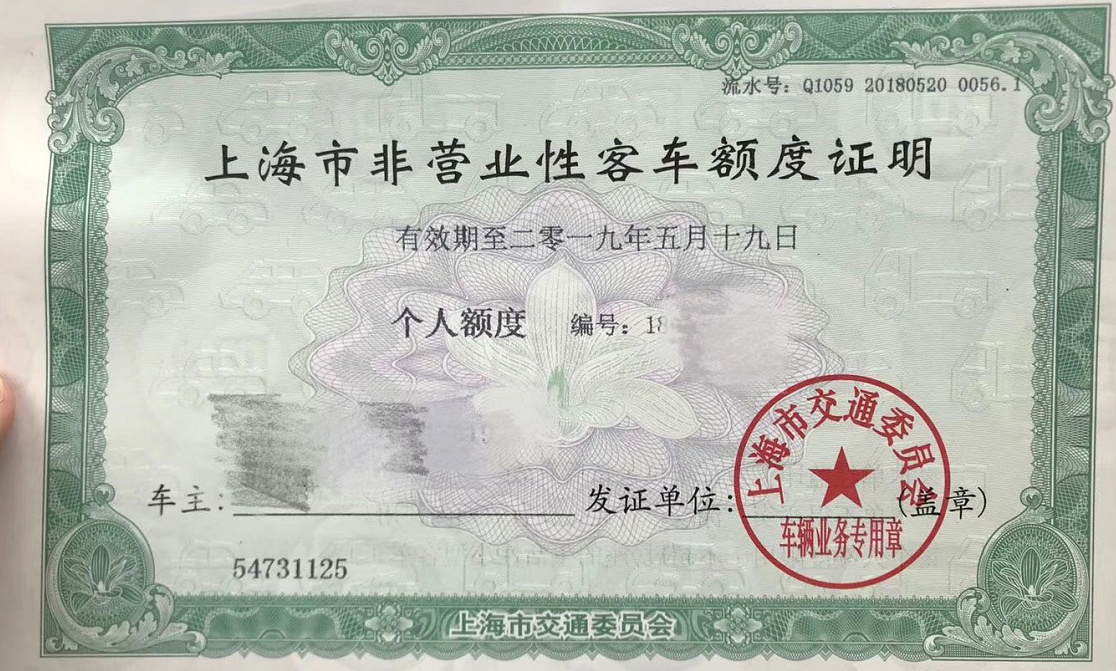 流水号：Q1059 20180520 0056.1
上海市非营业性客车额度证明
有效期至二零一九年五月十九日
个人额度 编号：18
车主：
发证单位：
(盖章)
上海市交通委员会
车辆业务专用章
54731125
上海市交通委员会